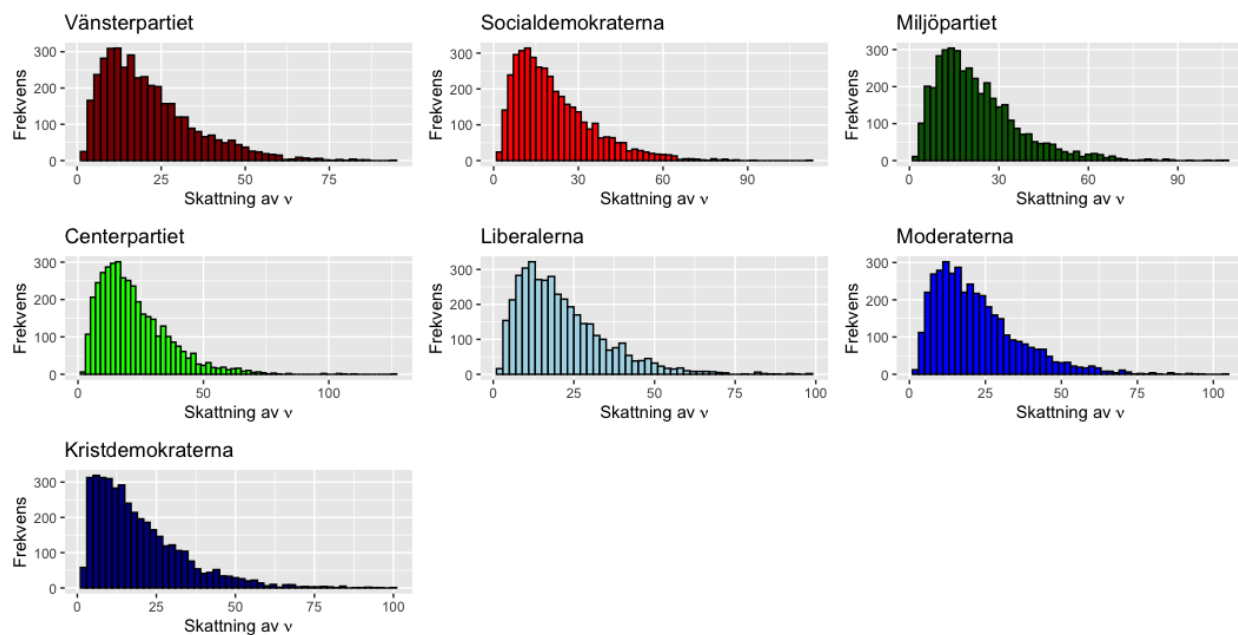 Vänsterpartiet
Frekvens
300
200
100
0
0 25 50 75
Skattning av ν
Socialdemokraterna
Frekvens
300
200
100
0
0 30 60 90
Skattning av ν
Miljöpartiet
Frekvens
300
200
100
0
0 30 60 90
Skattning av ν
Centerpartiet
Frekvens
300
200
100
0
0 50 100
Skattning av ν
Liberalerna
Frekvens
300
200
100
0
0 25 50 75 100
Skattning av ν
Moderaterna
Frekvens
300
200
100
0
0 25 50 75 100
Skattning av ν
Kristdemokraterna
Frekvens
300
200
100
0
0 25 50 75 100
Skattning av ν